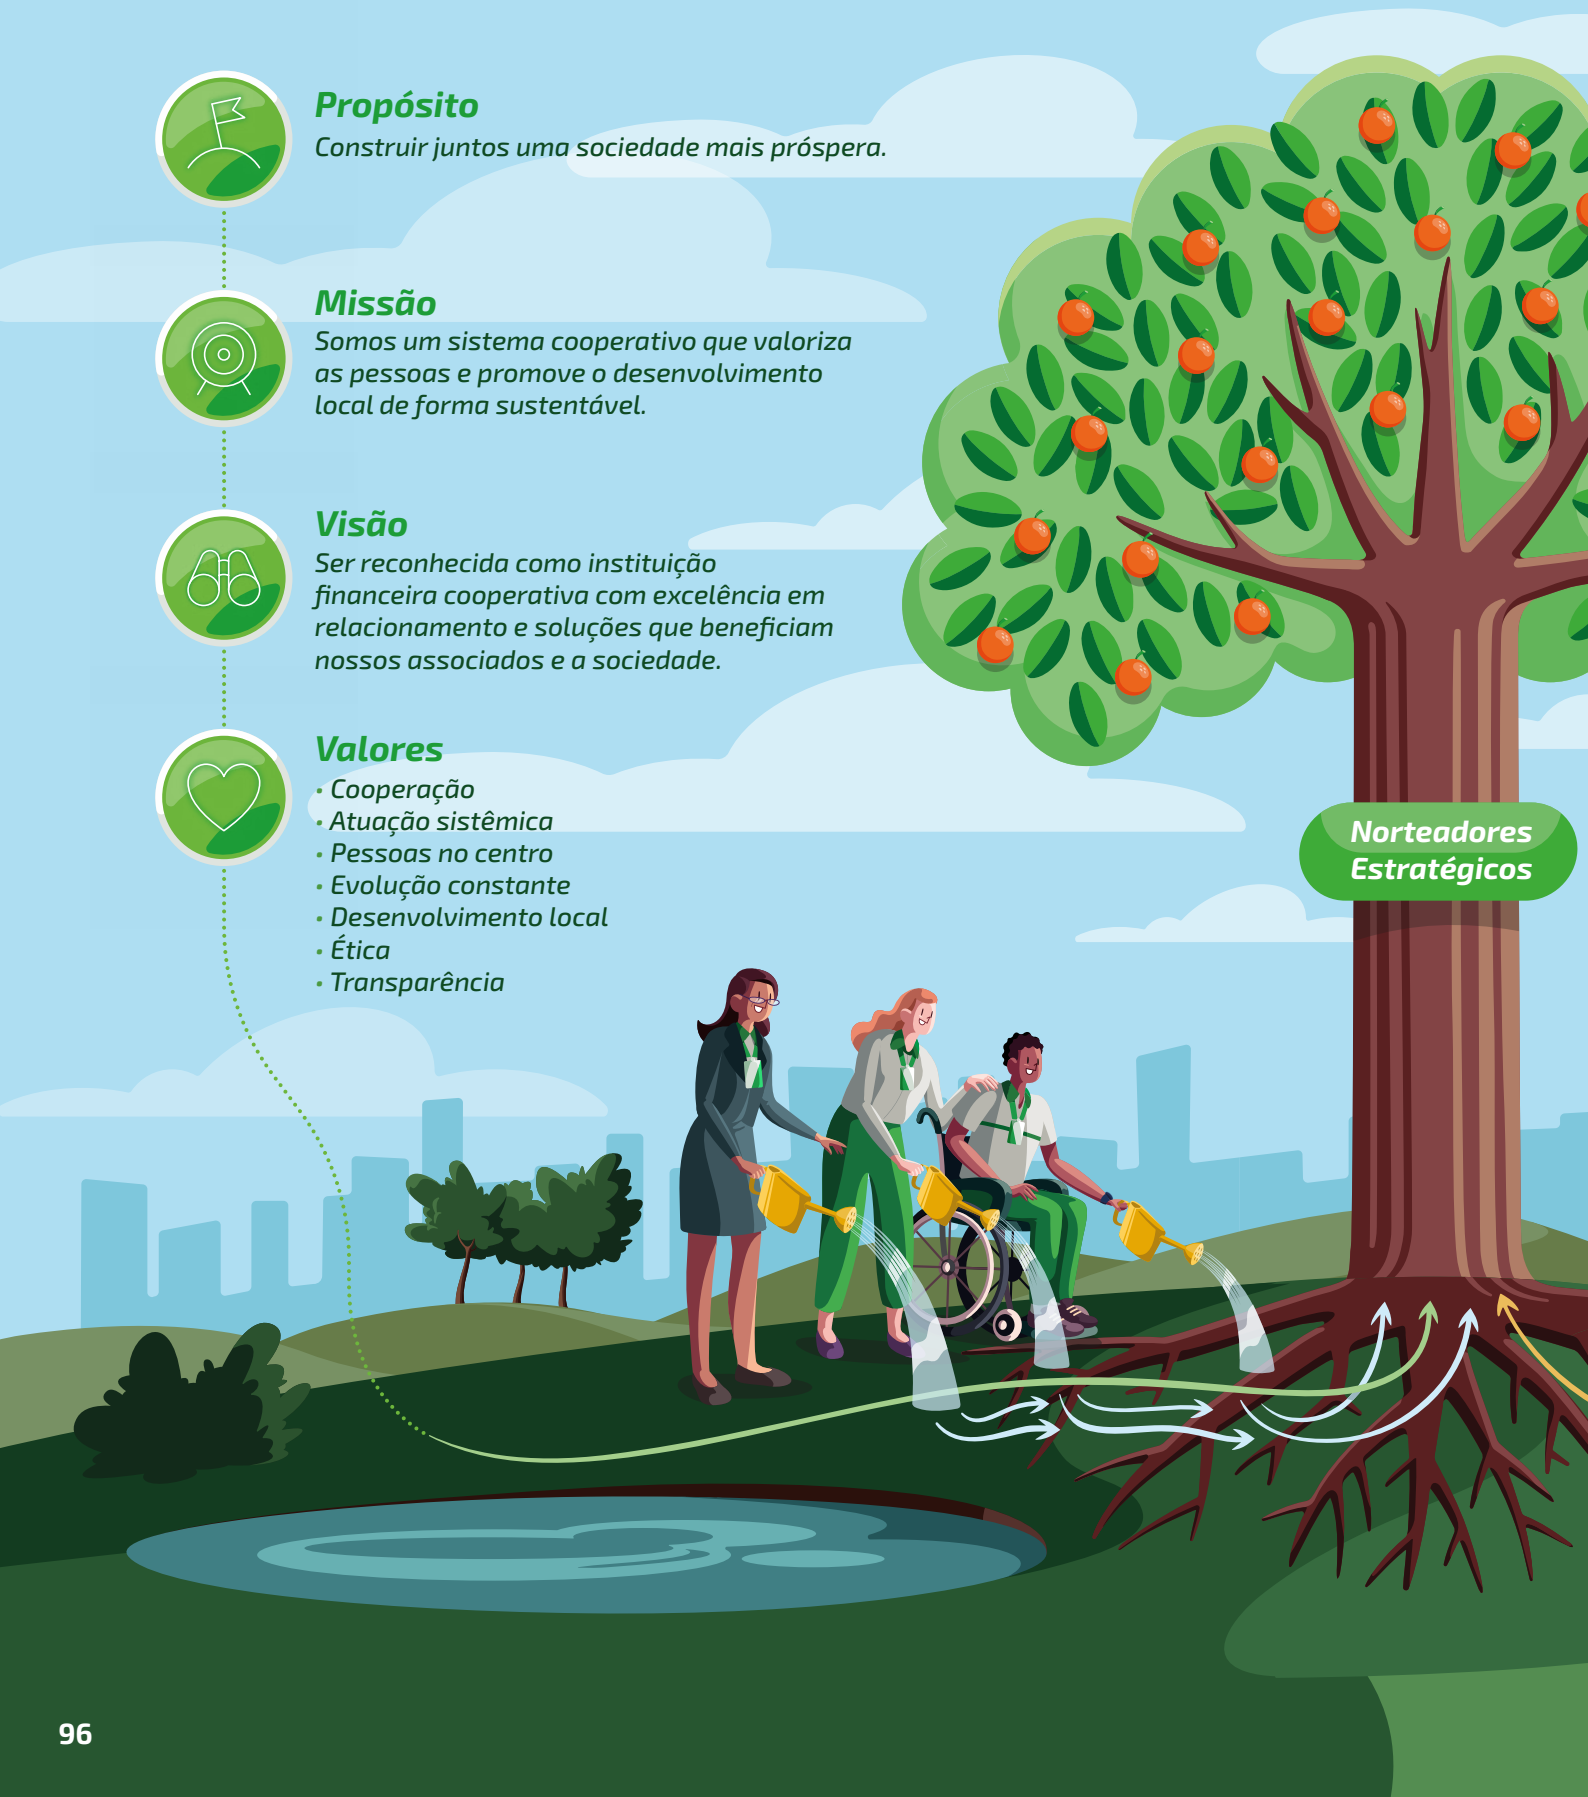 Propósito
Construir juntos uma sociedade mais próspera.
Missão
Somos um sistema cooperativo que valoriza
as pessoas e promove o desenvolvimento
local de forma sustentável.
Visão
Ser reconhecida como instituição
financeira cooperativa com excelência em
relacionamento e soluções que beneficiam
nossos associados e a sociedade.
Valores
• Cooperação
• Atuação sistêmica
• Pessoas no centro
• Evolução constante
• Desenvolvimento local
• Ética
• Transparência
Norteadores
Estratégicos
96